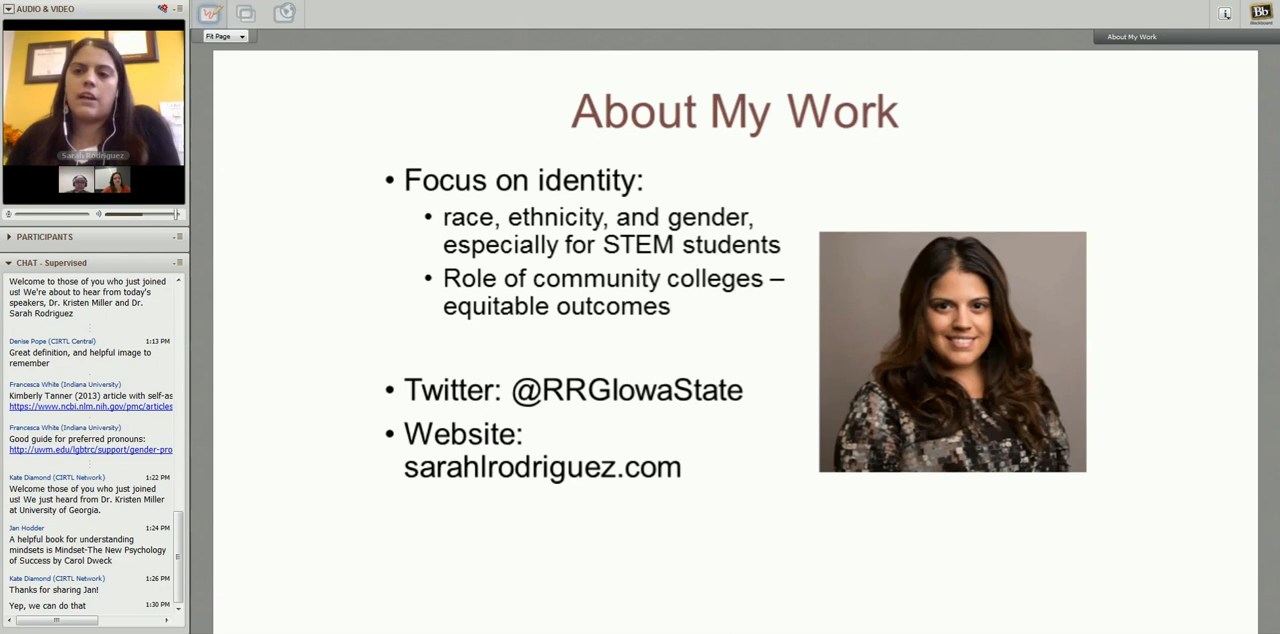 AUDIO & VIDEO
Sarah Rodriguez
PARTICIPANTS
CHAT - Supervised
Welcome to those of you who just joined
us! We're about to hear from today's
speakers, Dr. Kristen Miller and Dr.
Sarah Rodriguez
Denise Pope (CIRTL Central) 1:13 PM
Great definition, and helpful image to
remember
Francesca White (Indiana University)
Kimberly Tanner (2013) article with self-as
https://www.ncbi.nlm.nih.gov/pmc/articles
Francesca White (Indiana University)
Good guide for preferred pronouns:
http://uwm.edu/lgbtrc/support/gender-pro
Kate Diamond (CIRTL Network) 1:22 PM
Welcome those of you who just joined
us! We just heard from Dr. Kristen Miller
at University of Georgia.
Jan Hodder 1:24 PM
A helpful book for understanding
mindsets is Mindset-The New Psychology
of Success by Carol Dweck
Kate Diamond (CIRTL Network) 1:26 PM
Thanks for sharing Jan!
Yep, we can do that 1:30 PM
Fit Page
Bb
Blackboard
About My Work
About My Work
• Focus on identity:
• race, ethnicity, and gender,
especially for STEM students
• Role of community colleges –
equitable outcomes
• Twitter: @RRGIowaState
• Website:
sarahlrodriguez.com